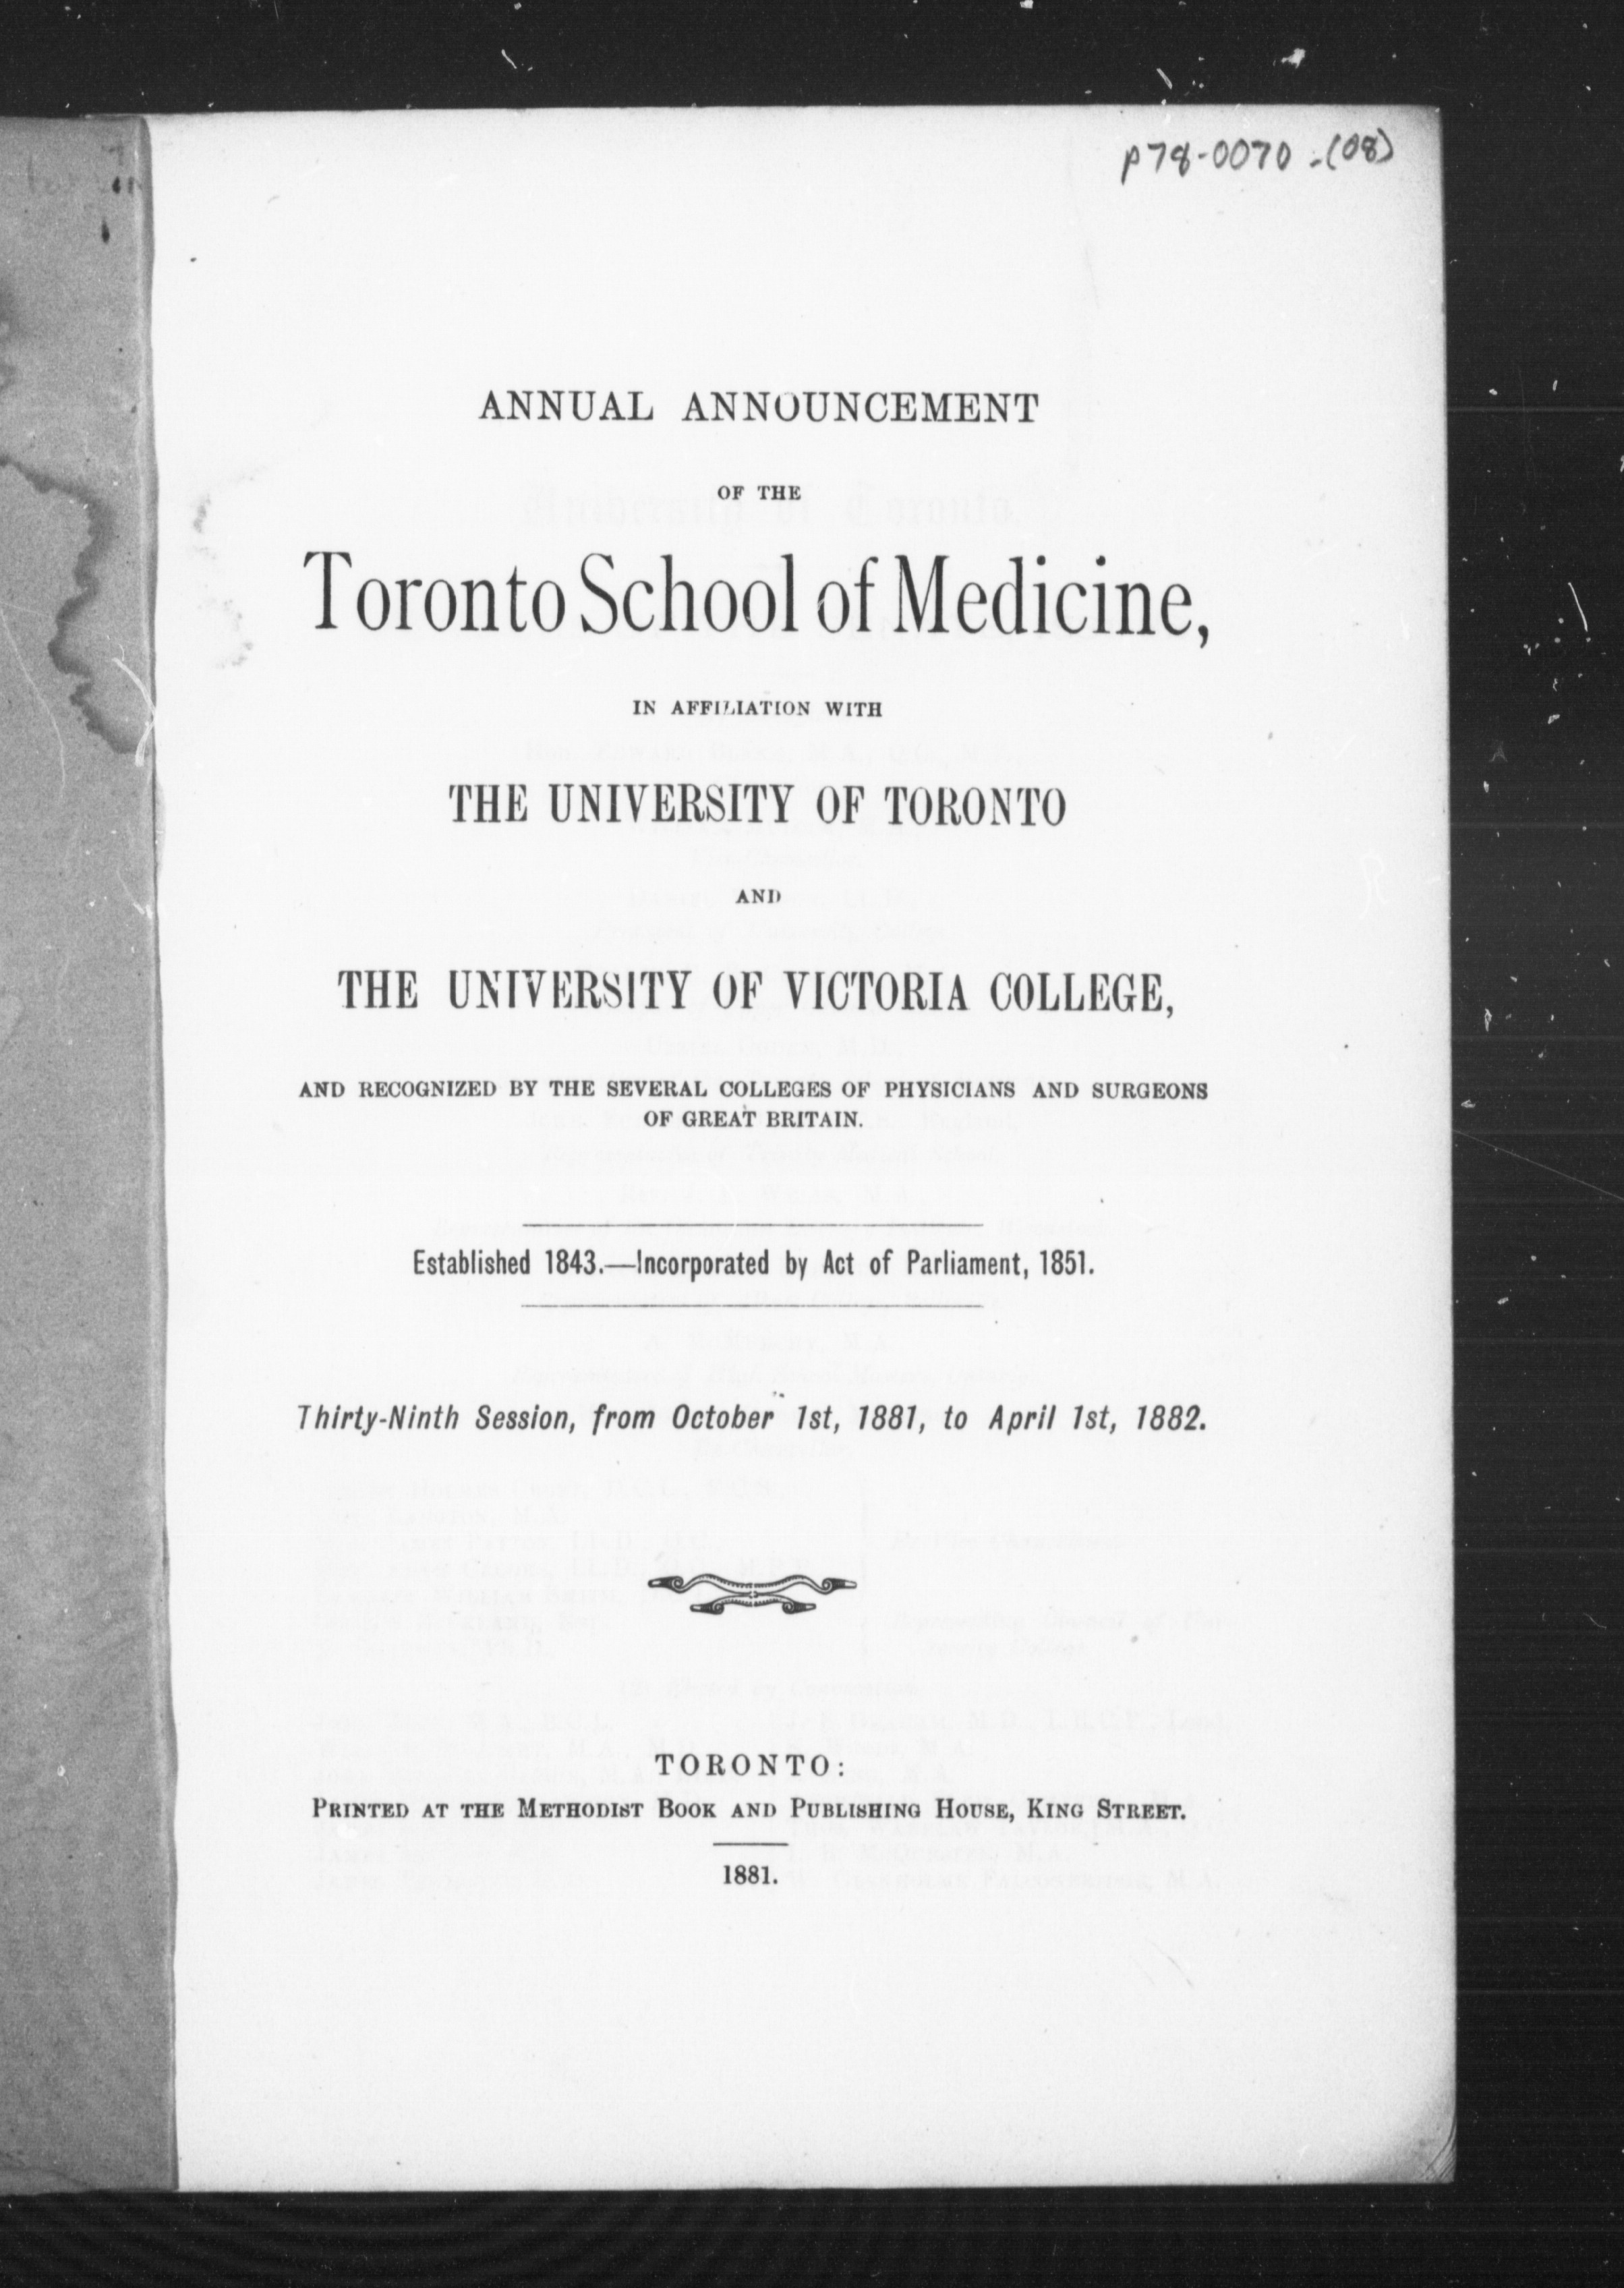 p78-0070-(08)
ANNUAL ANNOUNCEMENT
OF THE
Toronto School of Medicine,
IN AFFILIATION WITH
THE UNIVERSITY OF TORONTO
AND
THE UNIVERSITY OF VICTORIA COLLEGE,
AND RECOGNIZED BY THE SEVERAL COLLEGES OF PHYSICIANS AND SURGEONS
OF GREAT BRITAIN.
Established 1843.—Incorporated by Act of Parliament, 1851.
Thirty-Ninth Session, from October 1st, 1881, to April 1st, 1882.
TORONTO:
PRINTED AT THE METHODIST BOOK AND PUBLISHING HOUSE, KING STREET.
1881.